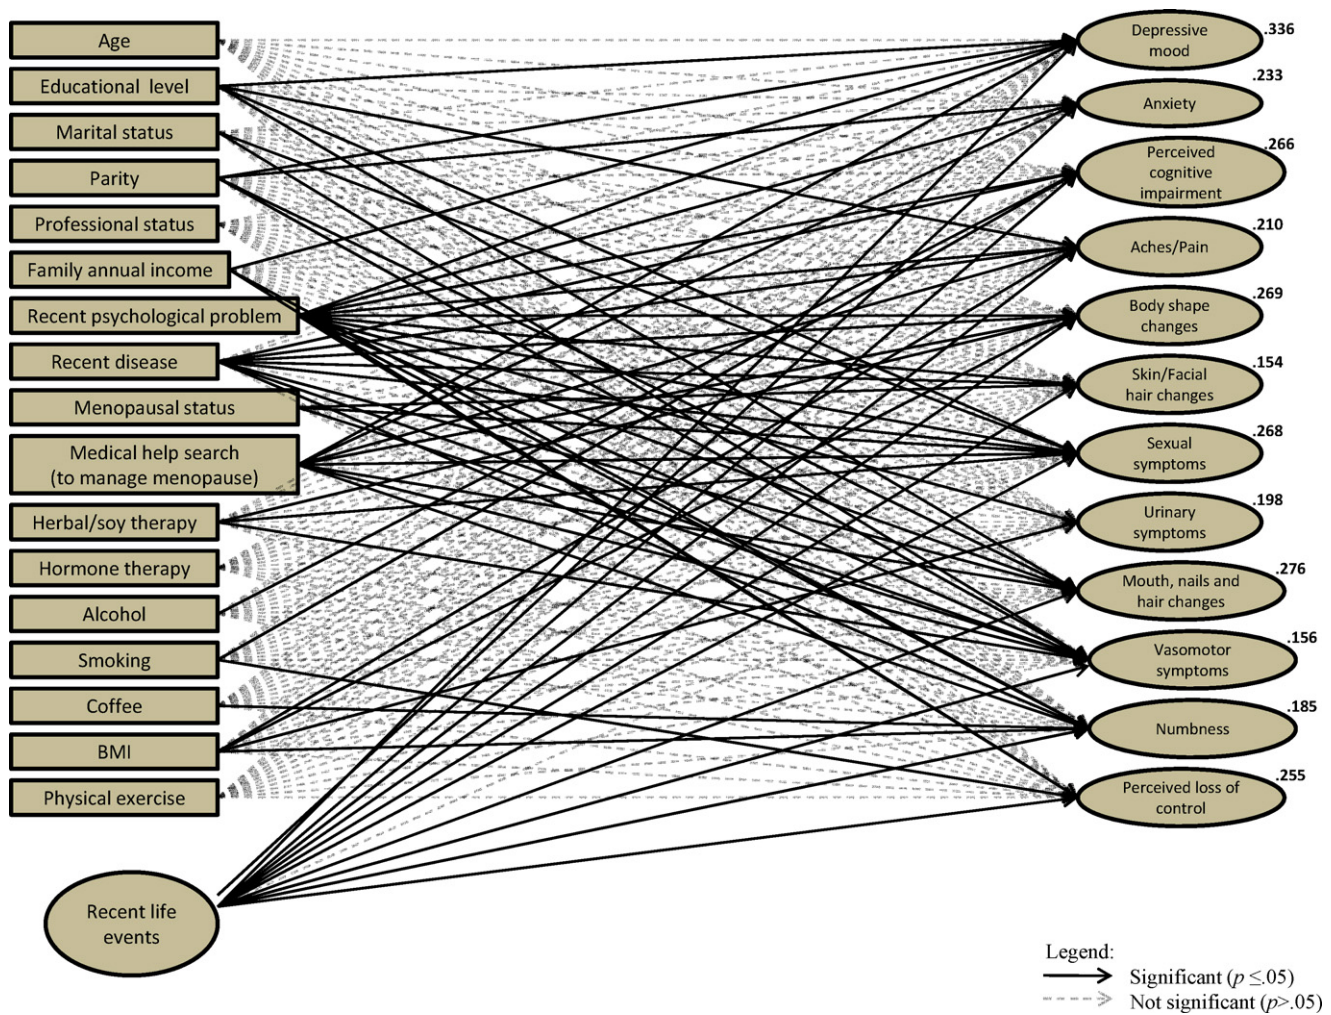 Age
Educational level
Marital status
Parity
Professional status
Family annual income
Recent psychological problem
Recent disease
Menopausal status
Medical help search
(to manage menopause)
Herbal/soy therapy
Hormone therapy
Alcohol
Smoking
Coffee
BMI
Physical exercise
Recent life
events
Depressive
mood
.336
Anxiety
.233
Perceived
cognitive
impairment
.266
Aches/Pain
.210
Body shape
changes
.269
Skin/Facial
hair changes
.154
Sexual
symptoms
.268
Urinary
symptoms
.198
Mouth, nails and
hair changes
.276
Vasomotor
symptoms
.156
Numbness
.185
Perceived loss of
control
.255
Legend:
Significant (p ≤.05)
Not significant (p>.05)